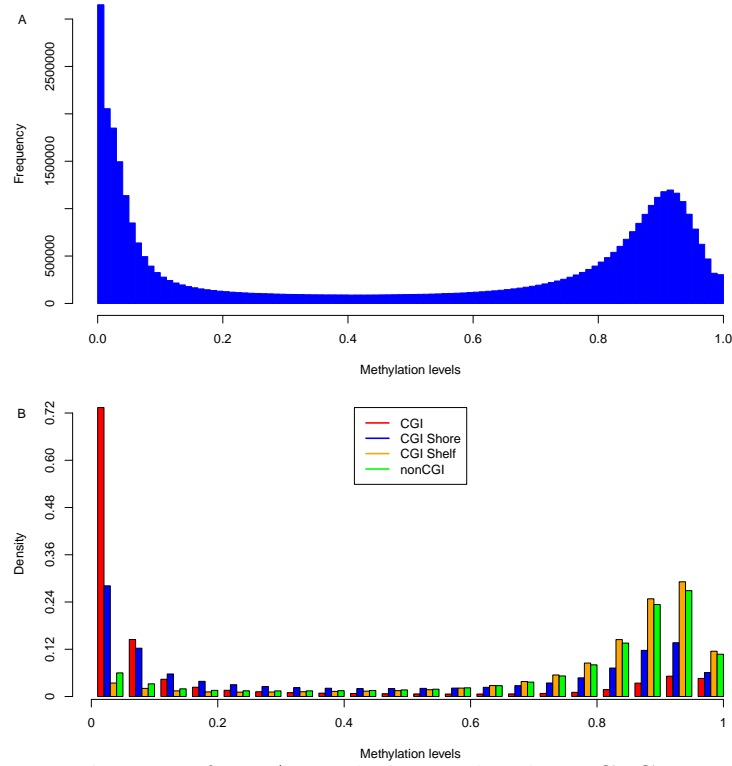 A
Frequency
2500000
1500000
500000
0
0.0 0.2 0.4 0.6 0.8 1.0
Methylation levels
B
Density
0.72
0.60
0.48
0.36
0.24
0.12
0
CGI
CGI Shore
CGI Shelf
nonCGI
0 0.2 0.4 0.6 0.8 1
Methylation levels